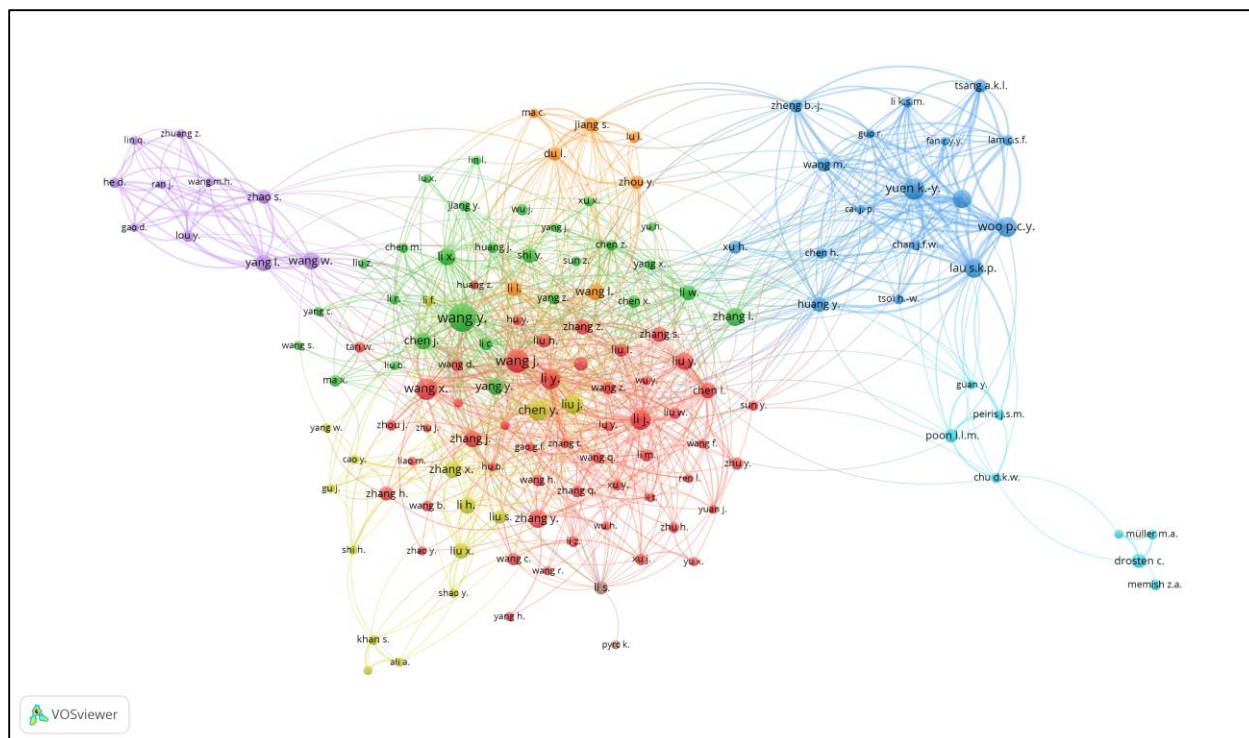 tsang a.k.l.
li k.s.m.
zheng b.-j.
ma c.
jiang s.
lu l.
guo r.
fan r.y.y.
lam c.s.f.
lin q.
zhuang z.
du l.
lin l.
wang m.
he d.
ran j.
wang m.h.
zhou y.
yuen k.-y.
zhao s.
lu x.
xu x.
jiang y.
wu j.
cai j.-p.
gao d.
lou y.
yang j.
yu h.
woo p.c.y.
chen m.
huang j.
chen z.
xu h.
chan j.f.w.
yang l.
wang w.
liu z.
li x.
shi y.
sun z.
yang x.
chen h.
lau s.k.p.
huang z.
li l.
wang l.
li w.
yang c.
li r.
li f.
yang z.
chen x.
huang y.
tsoi h.-w.
wang y.
hu y.
zhang z.
zhang l.
wang s.
tan w.
chen j.
li c.
li h.
liu l.
zhang s.
ma x.
liu b.
wang d.
wang j.
liu y.
wang x.
yang y.
li y.
wang z.
wu y.
chen l.
guan y.
zhou j.
zhu j.
chen y.
liu j.
li j.
liu w.
sun y.
peiris j.s.m.
yang w.
zhang j.
lu y.
poon l.l.m.
gao g.f.
zhang t.
wang f.
cao y.
liao m.
zhang x.
hu b.
wang q.
li m.
zhu y.
gu j.
zhang h.
wang b.
li h.
wang h.
zhang q.
xu y.
ren l.
chu d.k.w.
liu s.
zhang y.
wu h.
zhu h.
yuan j.
shi h.
zhao y.
liu x.
li z.
müller m.a.
shao y.
wang c.
wang r.
xu j.
yu x.
drosten c.
li s.
memish z.a.
yang h.
khan s.
pyrc k.
ali a.
VOSviewer